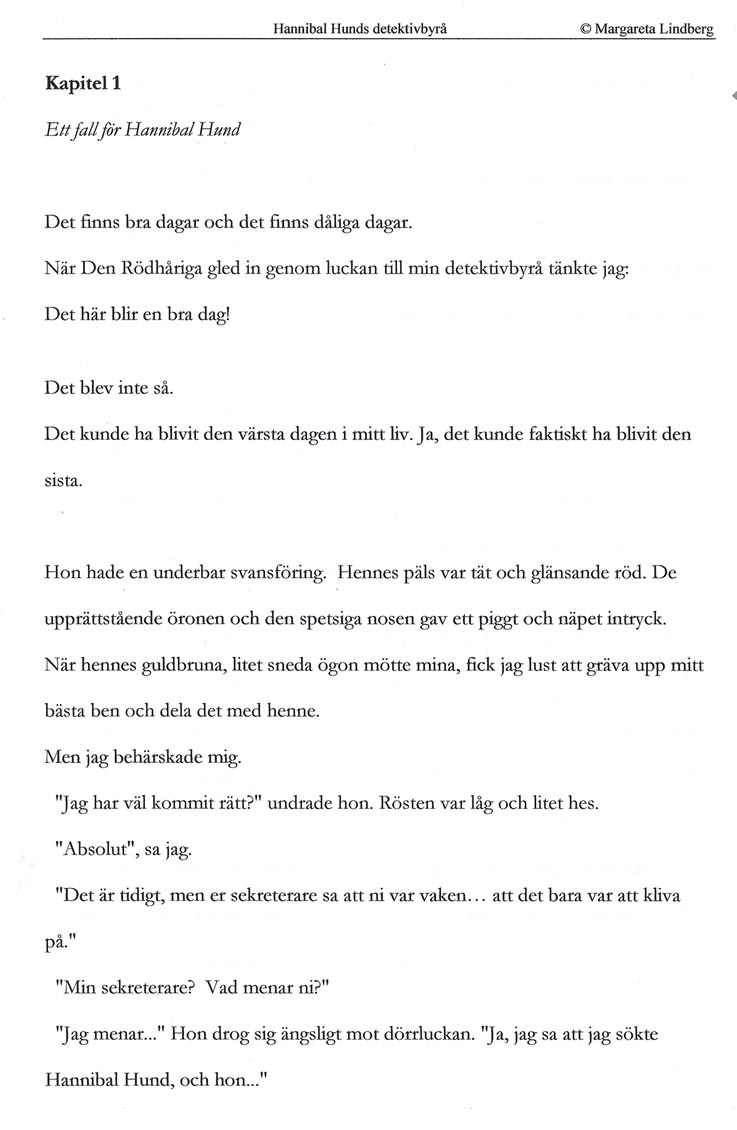 Hannibal Hunds detektivbyrå © Margareta Lindberg
Kapitel 1
Ett fall för Hannibal Hund
Det finns bra dagar och det finns dåliga dagar.
När Den Rödhåriga gled in genom luckan till min detektivbyrå tänkte jag:
Det här blir en bra dag!
Det blev inte så.
Det kunde ha blivit den värsta dagen i mitt liv. Ja, det kunde faktiskt ha blivit den
sista.
Hon hade en underbar svansföring.  Hennes päls var tät och glänsande röd. De
upprättstående öronen och den spetsiga nosen gav ett piggt och näpet intryck.
När hennes guldbruna, litet sneda ögon mötte mina, fick jag lust att gräva upp mitt
bästa ben och dela det med henne.
Men jag behärskade mig.
"Jag har väl kommit rätt?" undrade hon. Rösten var låg och litet hes.
"Absolut", sa jag.
"Det är tidigt, men er sekreterare sa att ni var vaken… att det bara var att kliva
på."
"Min sekreterare?  Vad menar ni?"
"Jag menar..." Hon drog sig ängsligt mot dörrluckan. "Ja, jag sa att jag sökte
Hannibal Hund, och hon..."